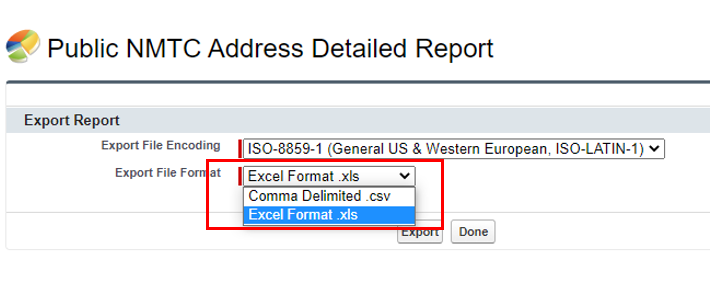 Public NMTC Address Detailed Report
Export Report
Export File Encoding ISO-8859-1 (General US & Western European, ISO-LATIN-1)
Export File Format Excel Format .xls
Comma Delimited .csv
Excel Format .xls
Export Done